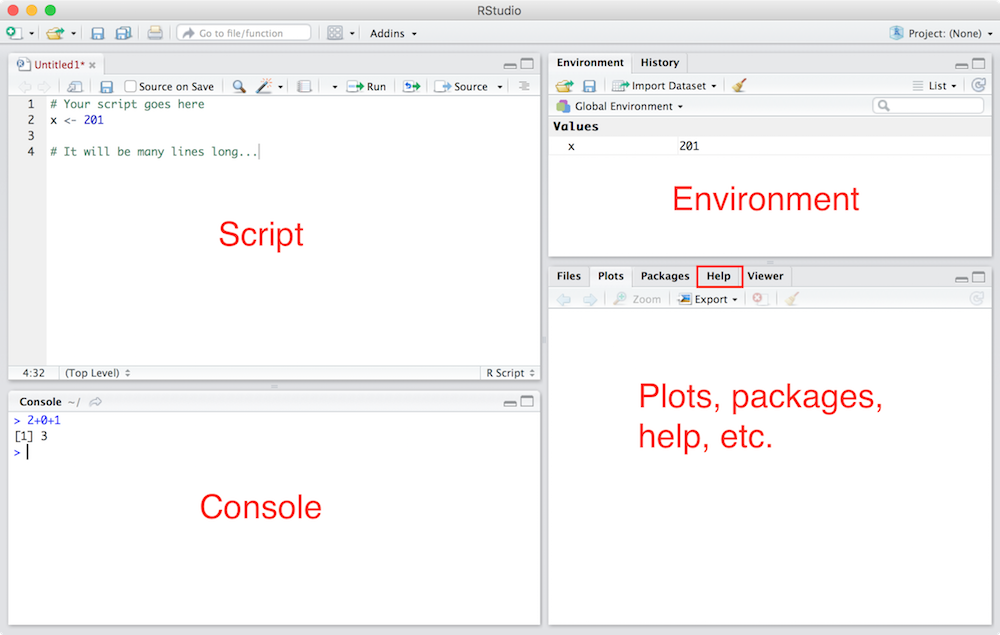 RStudio
Go to file/function
Addins
Project: (None)
Untitled1*
Source on Save
Run
Source
1 # Your script goes here
2 x <- 201
3
4 # It will be many lines long...
Script
4:32 (Top Level) R Script
Console ~/
> 2+0+1
[1] 3
>
Console
Environment History
Import Dataset List
Global Environment
Values
x 201
Environment
Files Plots Packages Help Viewer
Zoom Export
Plots, packages,
help, etc.